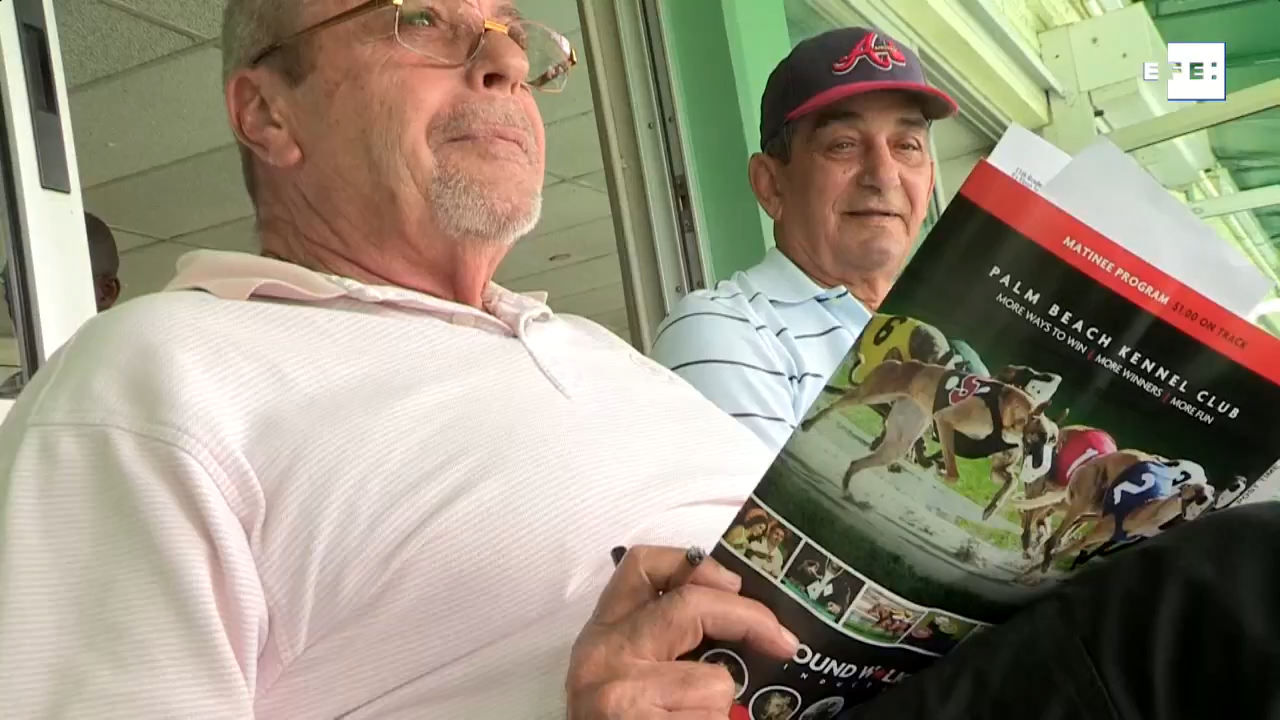 EFE:
A
MATINEE PROGRAM $1.00 ON TRACK
PALM BEACH KENNEL CLUB
MORE WAYS TO WIN | MORE WINNERS | MORE FUN
6
1
2
OUND W